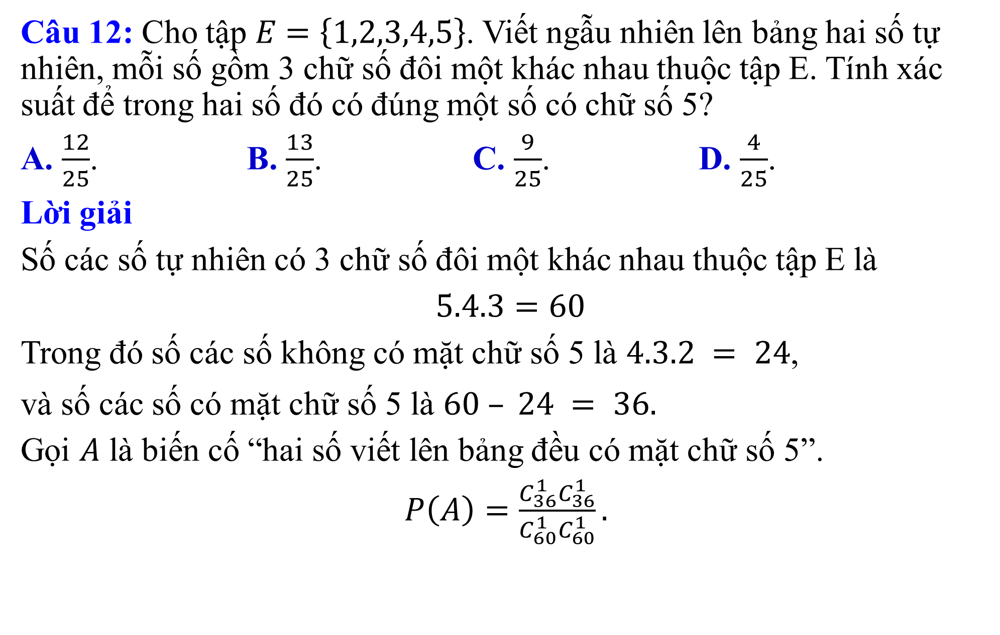 Câu 12: Cho tập E = {1,2,3,4,5}. Viết ngẫu nhiên lên bảng hai số tự
nhiên, mỗi số gồm 3 chữ số đôi một khác nhau thuộc tập E. Tính xác
suất để trong hai số đó có đúng một số có chữ số 5?
A. 12/25. B. 13/25. C. 9/25. D. 4/25.
Lời giải
Số các số tự nhiên có 3 chữ số đôi một khác nhau thuộc tập E là
5.4.3 = 60
Trong đó số các số không có mặt chữ số 5 là 4.3.2 = 24,
và số các số có mặt chữ số 5 là 60 – 24 = 36.
Gọi A là biến cố “hai số viết lên bảng đều có mặt chữ số 5”.
P(A) = \frac{C_{36}^{1}C_{36}^{1}}{C_{60}^{1}C_{60}^{1}}.